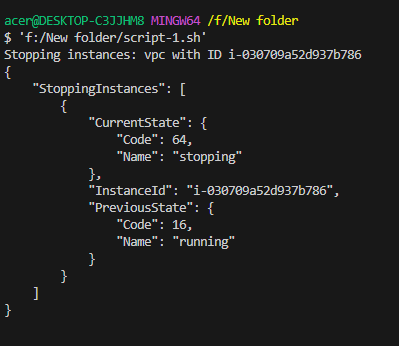 acer@DESKTOP-C3JJHM8 MINGW64 /f/New folder
$ 'f:/New folder/script-1.sh'
Stopping instances: vpc with ID i-030709a52d937b786
{
    "StoppingInstances": [
        {
            "CurrentState": {
                "Code": 64,
                "Name": "stopping"
            },
            "InstanceId": "i-030709a52d937b786",
            "PreviousState": {
                "Code": 16,
                "Name": "running"
            }
        }
    ]
}